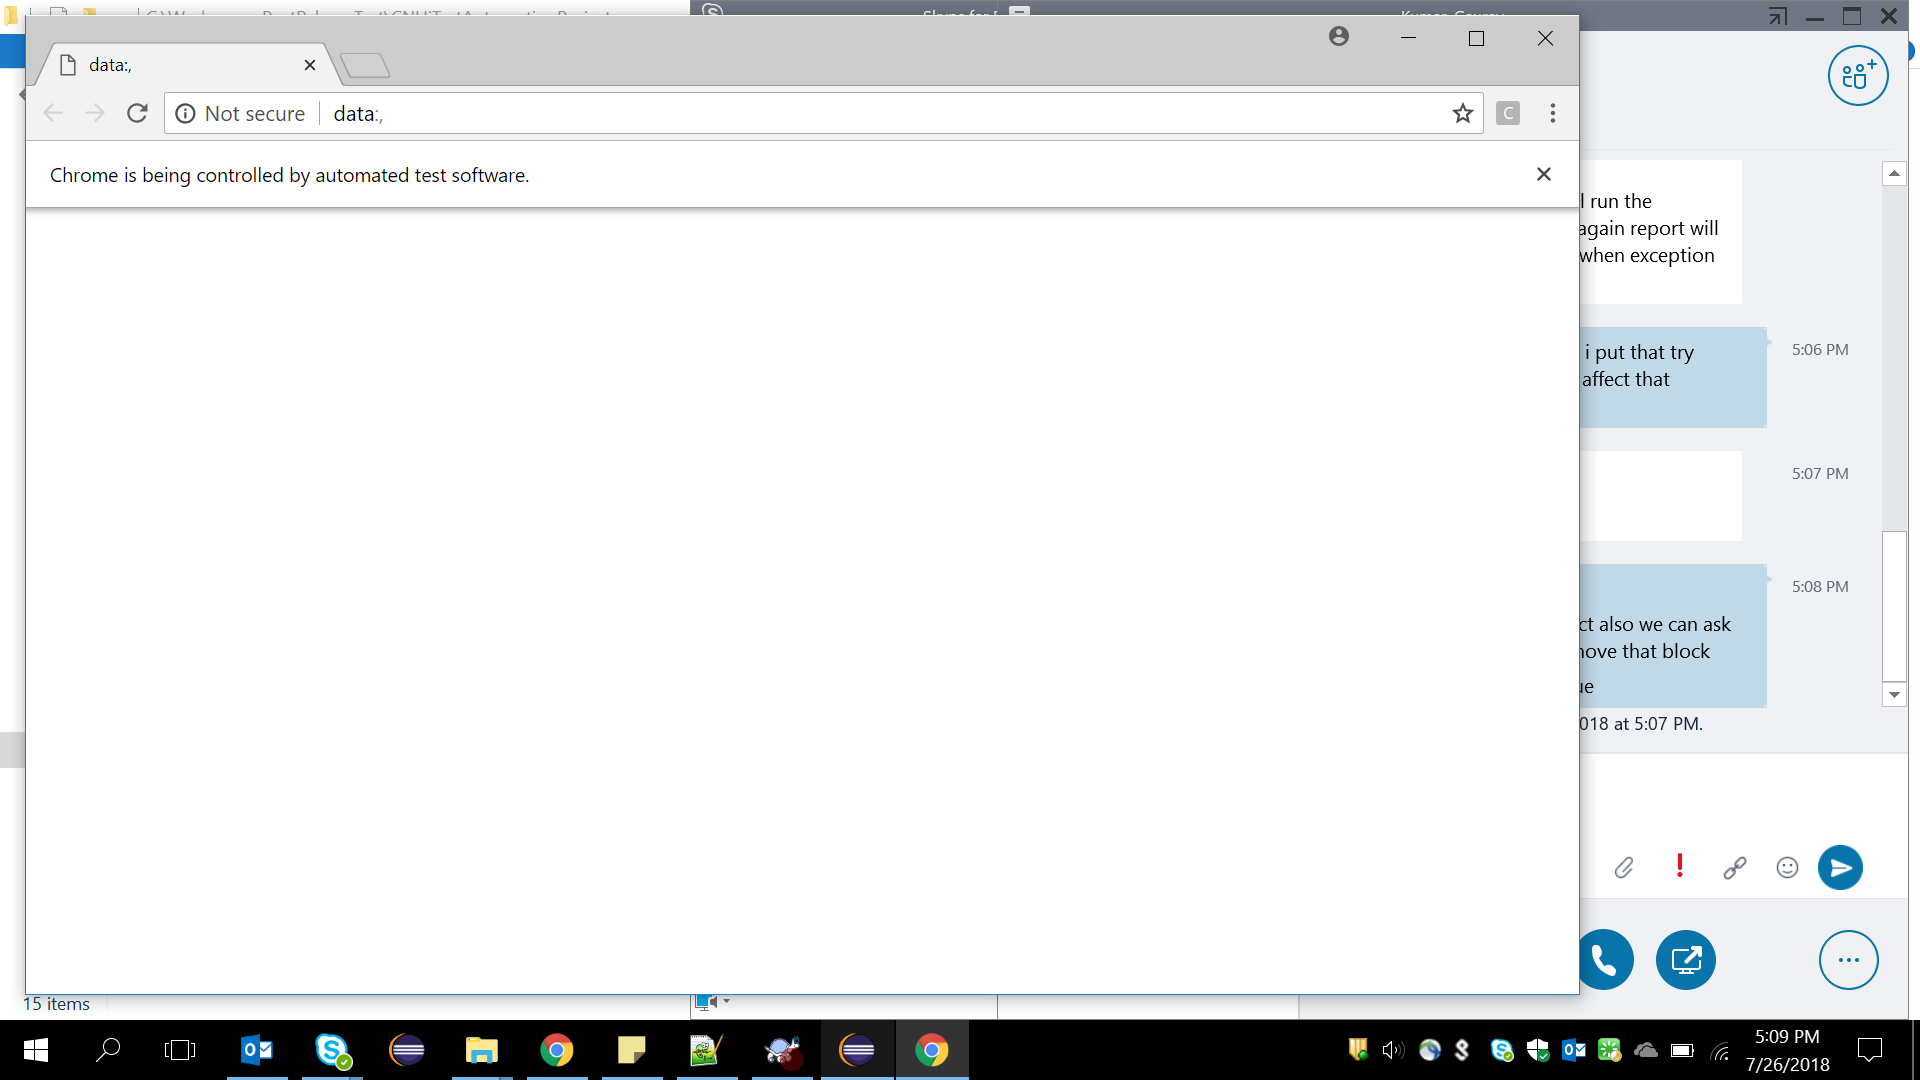 data:,
Not secure
data:,
C
Chrome is being controlled by automated test software.
l run the
again report will
when exception
i put that try
affect that
5:06 PM
5:07 PM
5:08 PM
ct also we can ask
move that block
ue
018 at 5:07 PM.
15 items
5:09 PM
7/26/2018